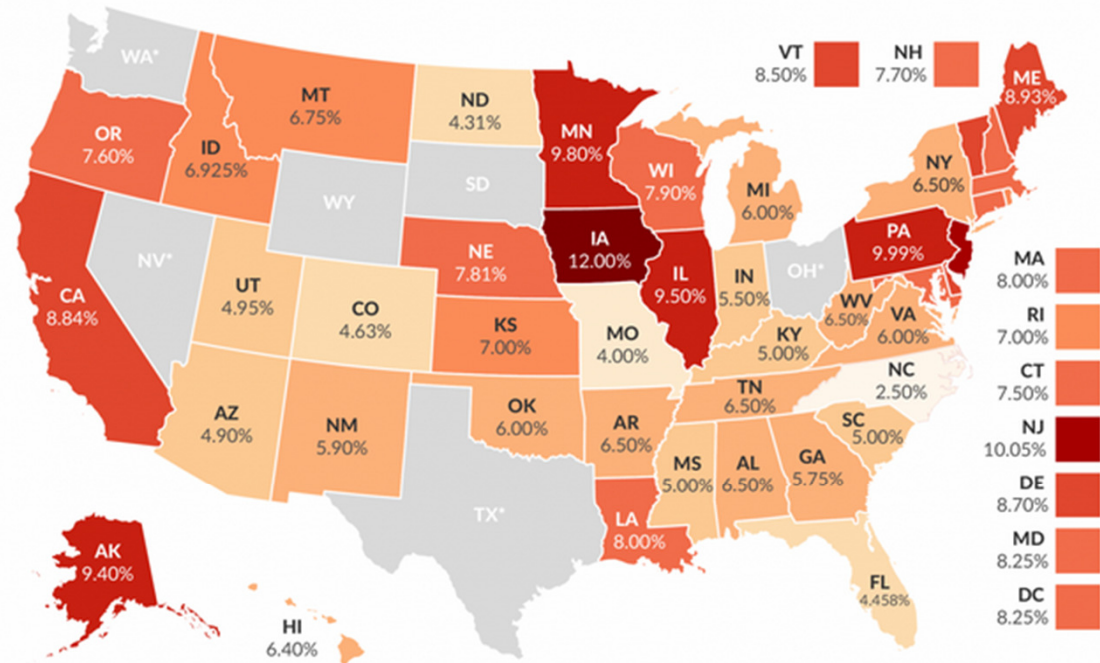 WA*
OR
7.60%
CA
8.84%
NV*
ID
6.925%
MT
6.75%
WY
UT
4.95%
CO
4.63%
AZ
4.90%
NM
5.90%
ND
4.31%
SD
NE
7.81%
KS
7.00%
OK
6.00%
TX*
MN
9.80%
IA
12.00%
MO
4.00%
AR
6.50%
LA
8.00%
WI
7.90%
IL
9.50%
MI
6.00%
IN
5.50%
OH*
KY
5.00%
TN
6.50%
MS
5.00%
AL
6.50%
GA
5.75%
FL
4.458%
SC
5.00%
NC
2.50%
VA
6.00%
WV
6.50%
PA
9.99%
NY
6.50%
ME
8.93%
VT
8.50%
NH
7.70%
MA
8.00%
RI
7.00%
CT
7.50%
NJ
10.05%
DE
8.70%
MD
8.25%
DC
8.25%
AK
9.40%
HI
6.40%